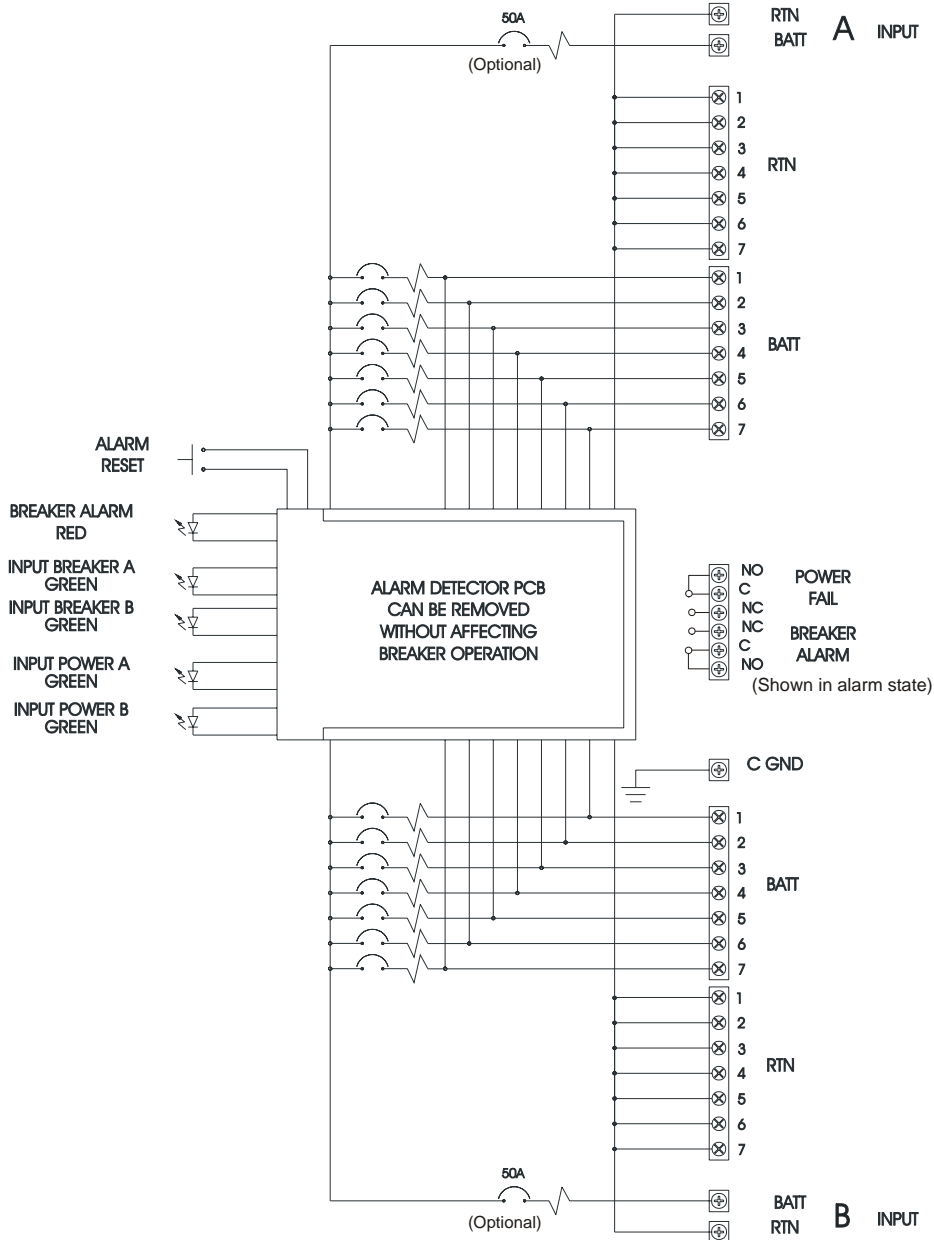 50A
(Optional)
RTN
BATT
A INPUT
1
2
3
RTN
4
5
6
7
1
2
3
BATT
4
5
6
7
ALARM
RESET
BREAKER ALARM
RED
INPUT BREAKER A
GREEN
INPUT BREAKER B
GREEN
INPUT POWER A
GREEN
INPUT POWER B
GREEN
ALARM DETECTOR PCB
CAN BE REMOVED
WITHOUT AFFECTING
BREAKER OPERATION
NO
C
NC
POWER
FAIL
NC
C
NO
BREAKER
ALARM
(Shown in alarm state)
C GND
1
2
3
BATT
4
5
6
7
1
2
3
RTN
4
5
6
7
50A
(Optional)
BATT
RTN
B INPUT